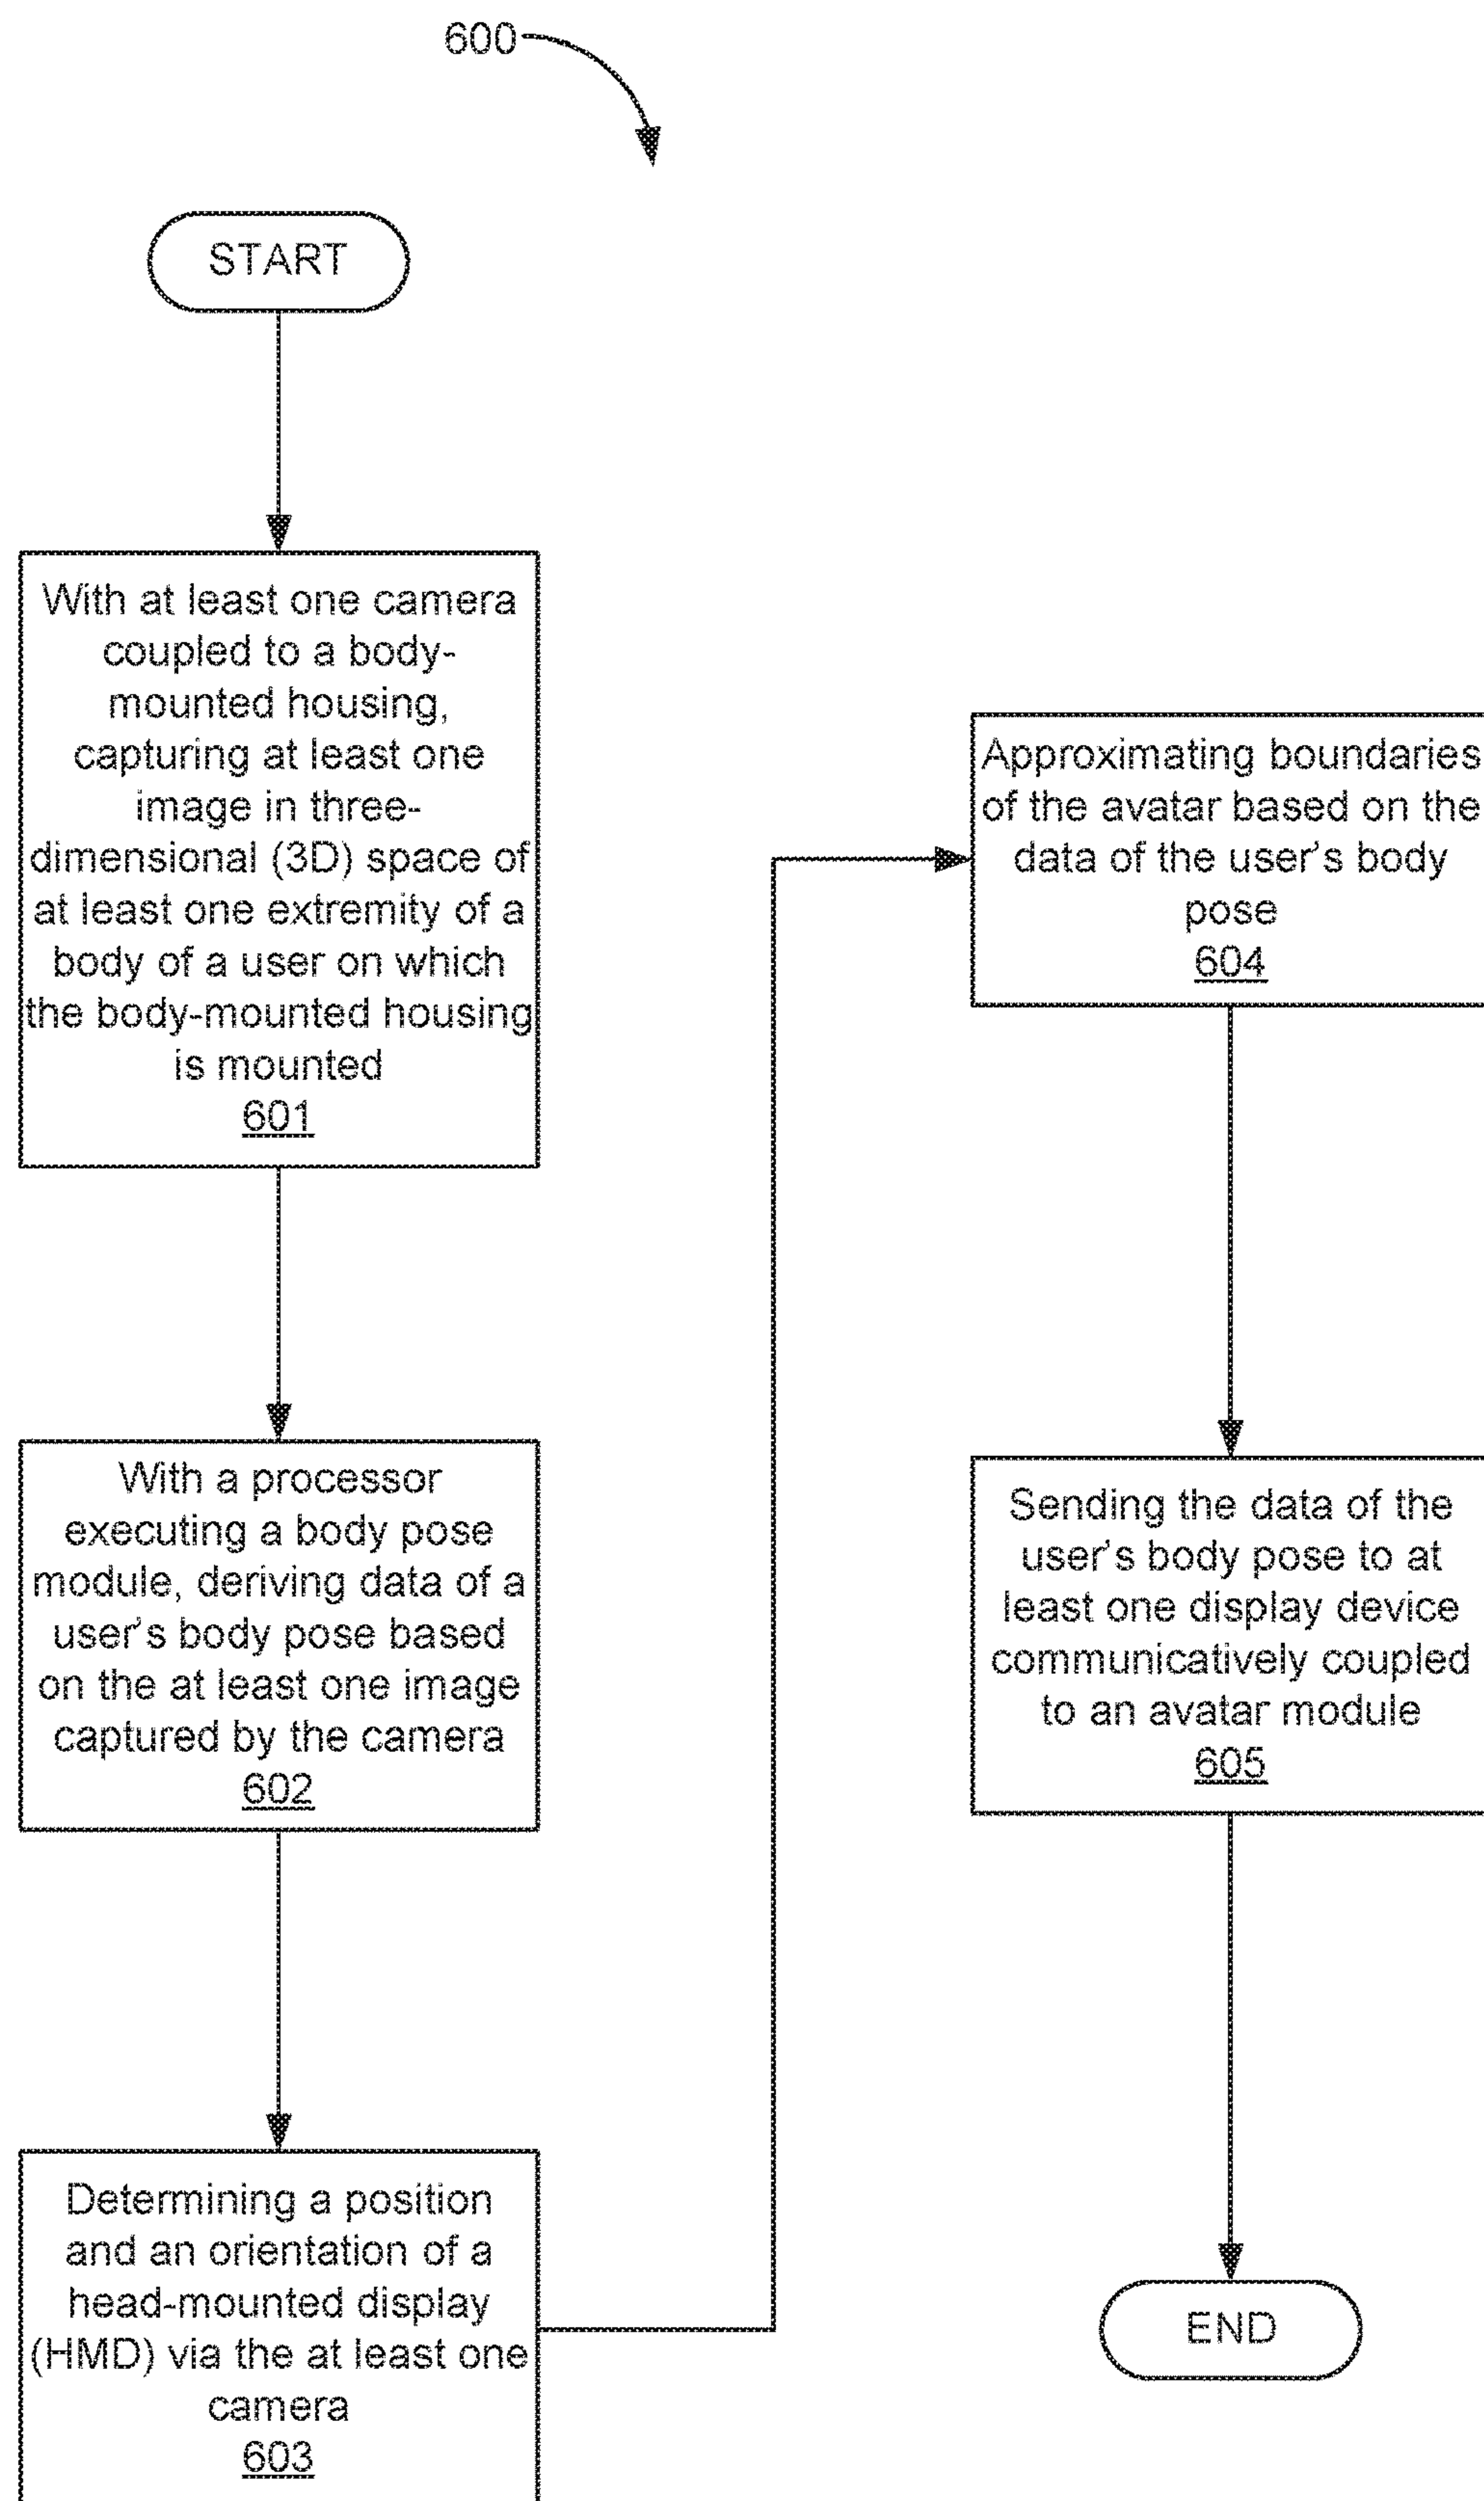 600
START
With at least one camera
coupled to a body-
mounted housing,
capturing at least one
image in three-
dimensional (3D) space of
at least one extremity of a
body of a user on which
the body-mounted housing
is mounted
601
With a processor
executing a body pose
module, deriving data of a
user's body pose based
on the at least one image
captured by the camera
602
Determining a position
and an orientation of a
head-mounted display
(HMD) via the at least one
camera
603
Approximating boundaries
of the avatar based on the
data of the user's body
pose
604
Sending the data of the
user's body pose to at
least one display device
communicatively coupled
to an avatar module
605
END